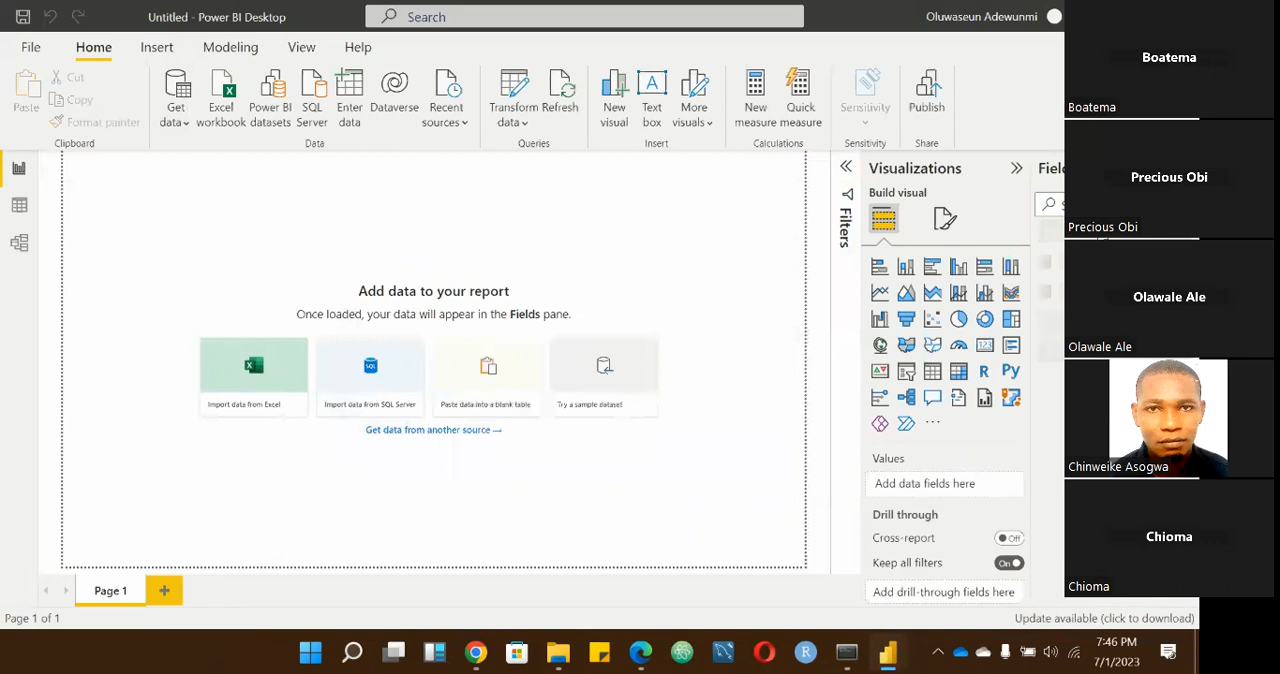 Untitled - Power BI Desktop
Search
Oluwaseun Adewunmi
File Home Insert Modeling View Help
Paste
Cut
Copy
Format painter
Clipboard
Get data
Excel workbook
Power BI datasets
SQL Server
Enter data
Dataverse
Recent sources
Data
Transform data
Refresh
Queries
New visual
Text box
More visuals
Insert
New measure
Quick measure
Calculations
Sensitivity
Sensitivity
Publish
Share
Filters
Visualizations
Build visual
Values
Add data fields here
Drill through
Cross-report
Off
Keep all filters
On
Add drill-through fields here
Add data to your report
Once loaded, your data will appear in the Fields pane.
Import data from Excel
SQL
Import data from SQL Server
Paste data into a blank table
Try a sample dataset
Get data from another source →
R
Py
123
Page 1
Page 1 of 1
Update available (click to download)
Boatema
Boatema
Precious Obi
Precious Obi
Olawale Ale
Olawale Ale
Chinweike Asogwa
Chioma
Chioma
R
7:46 PM
7/1/2023